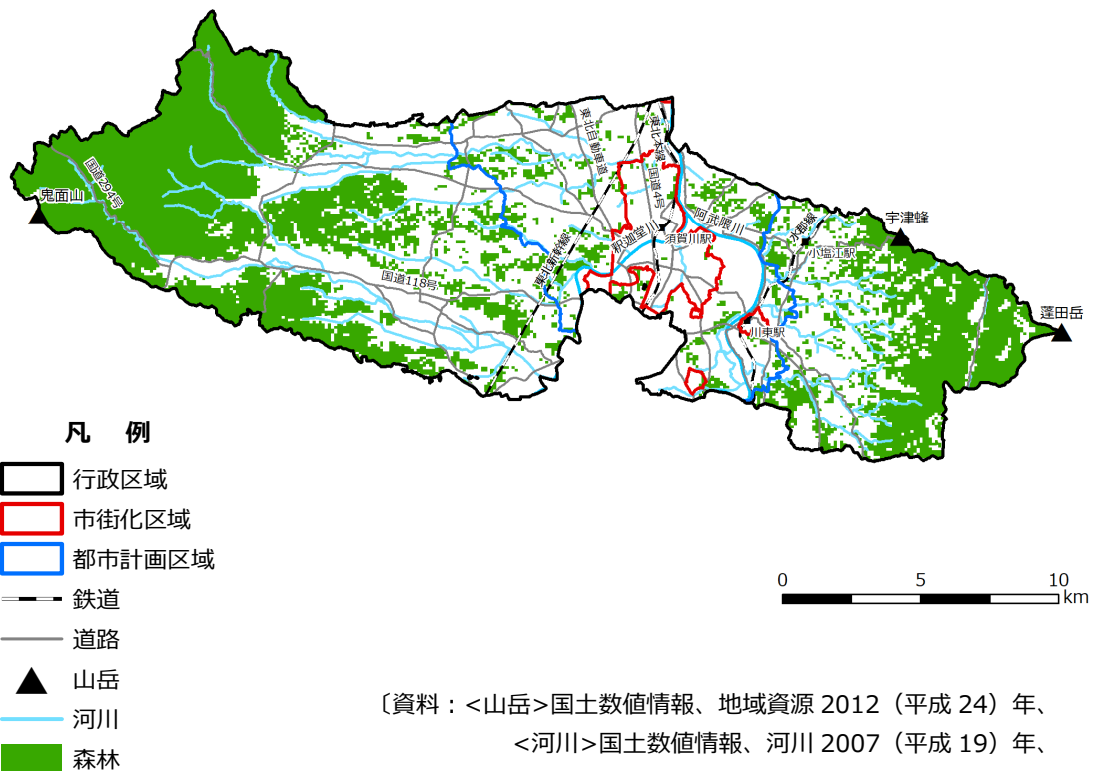 鬼面山
国道294号
国道118号
東北新幹線
東北自動車道
東北本線
国道4号
釈迦堂川
須賀川駅
阿武隈川
水郡線
小塩江駅
川東駅
宇津蜂
蓬田岳
凡 例
行政区域
市街化区域
都市計画区域
鉄道
道路
山岳
河川
森林
0 5 10
km
〔資料：<山岳>国土数値情報、地域資源 2012（平成 24）年、
<河川>国土数値情報、河川 2007（平成 19）年、